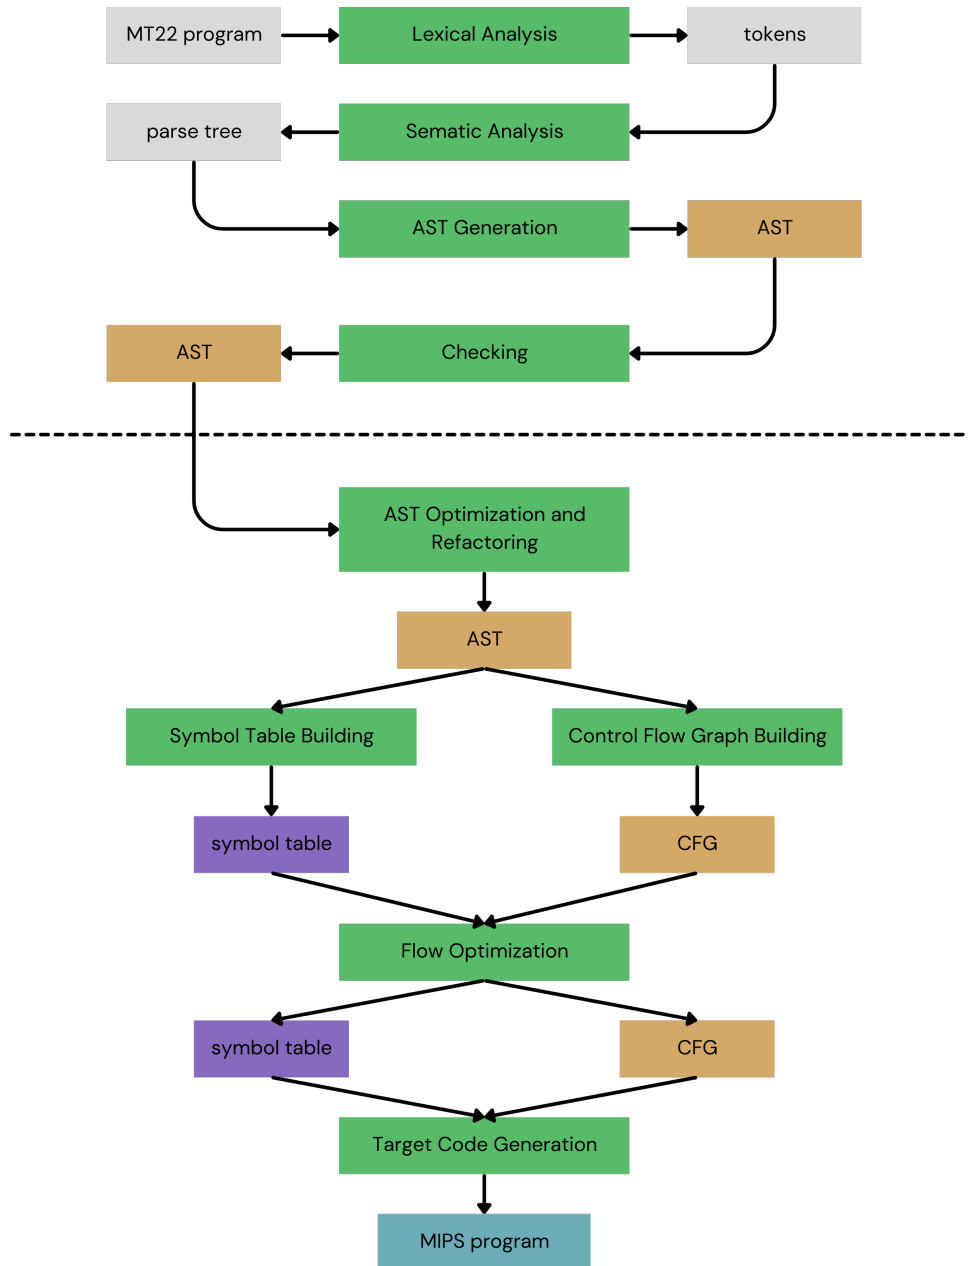 MT22 program
Lexical Analysis
tokens
parse tree
Sematic Analysis
AST Generation
AST
AST
Checking
AST Optimization and
Refactoring
AST
Symbol Table Building
Control Flow Graph Building
symbol table
CFG
Flow Optimization
symbol table
CFG
Target Code Generation
MIPS program